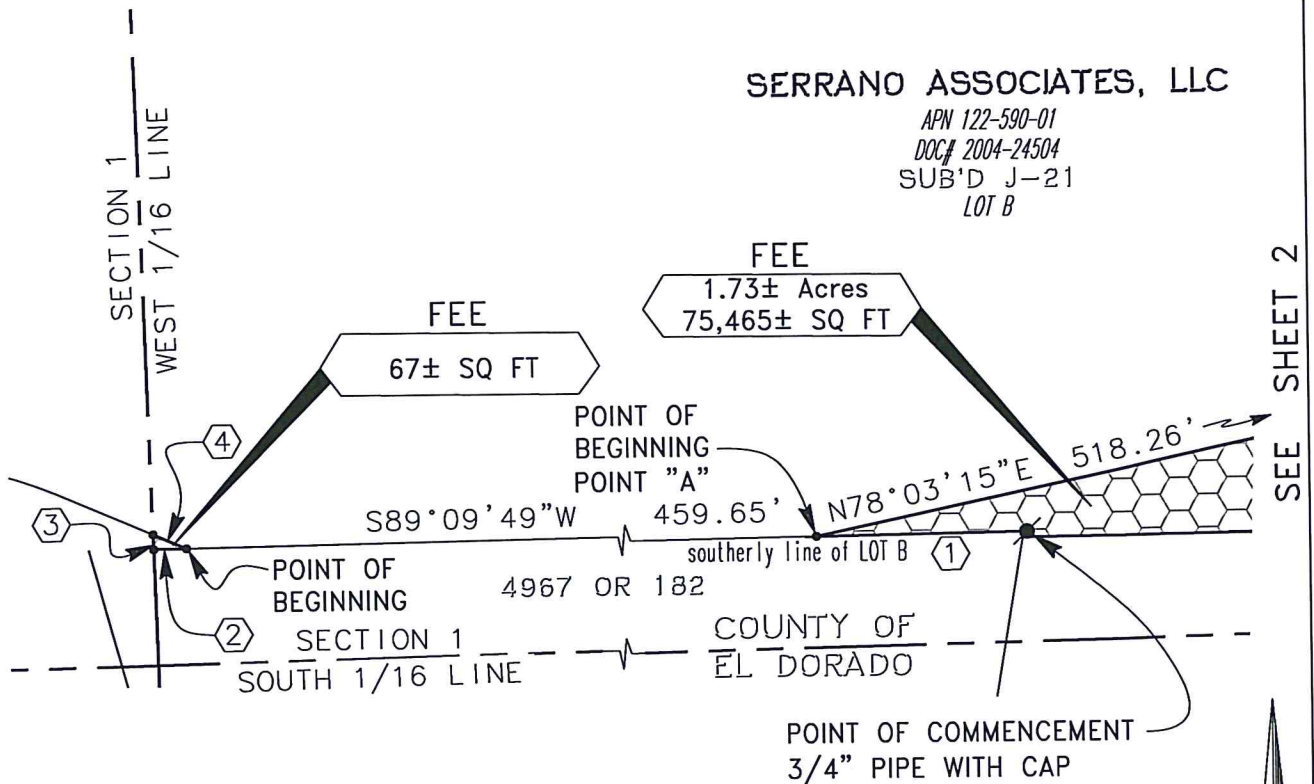 SERRANO ASSOCIATES, LLC
APN 122-590-01
DOC# 2004-24504
SUB'D J-21
LOT B
SECTION 1
WEST 1/16 LINE
FEE
67± SQ FT
FEE
1.73± Acres
75,465± SQ FT
SEE SHEET 2
4
3
POINT OF
BEGINNING
POINT "A"
N78°03'15"E 518.26'
S89°09'49"W 459.65'
southerly line of LOT B
1
POINT OF
BEGINNING
4967 OR 182
2
SECTION 1
SOUTH 1/16 LINE
COUNTY OF
EL DORADO
POINT OF COMMENCEMENT
3/4" PIPE WITH CAP